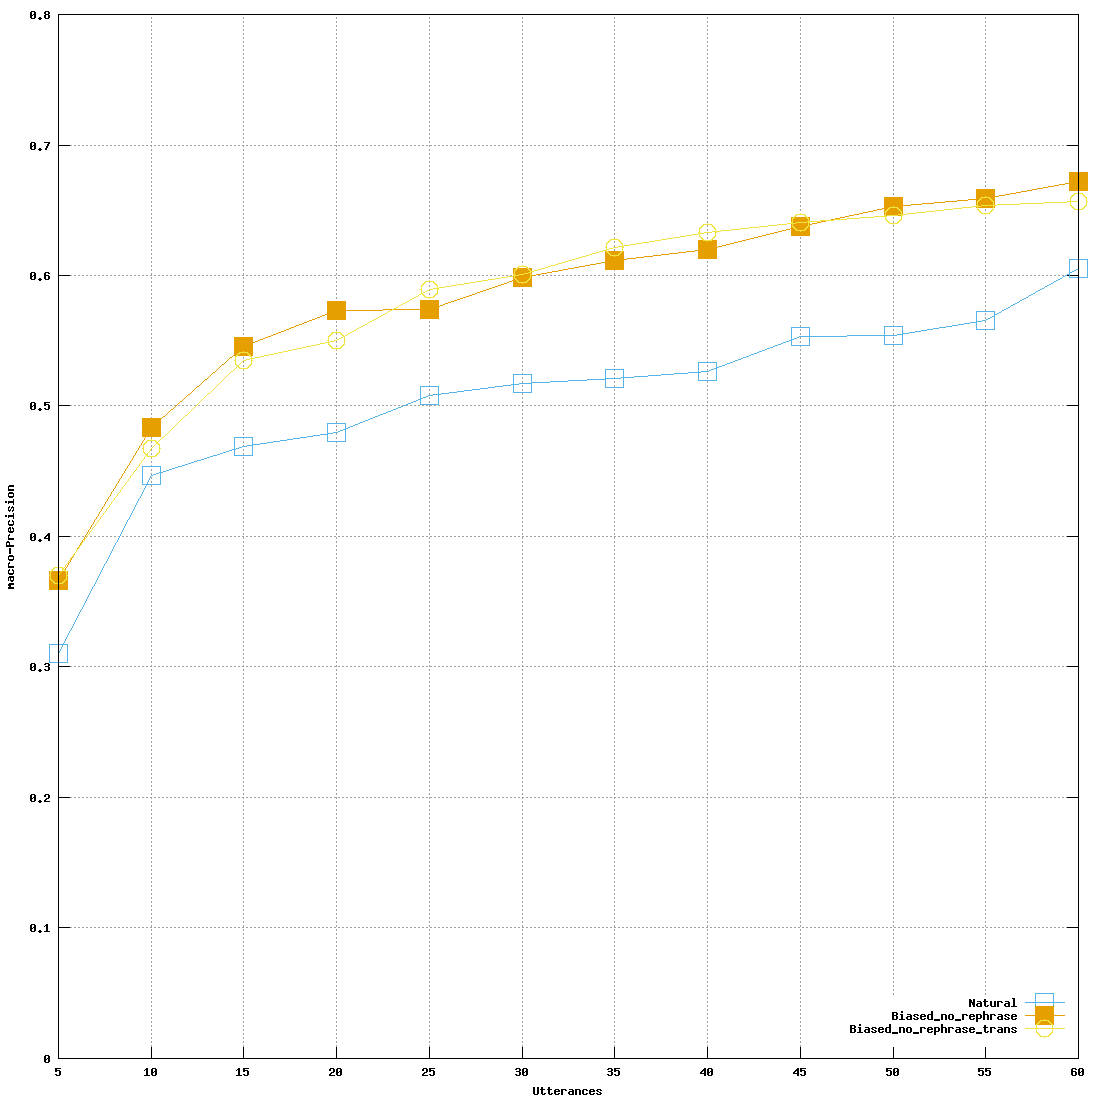 0.8
0.7
0.6
0.5
0.4
0.3
0.2
0.1
0
macro-Precision
5 10 15 20 25 30 35 40 45 50 55 60
Utterances
Natural
Biased_no_rephrase
Biased_no_rephrase_trans